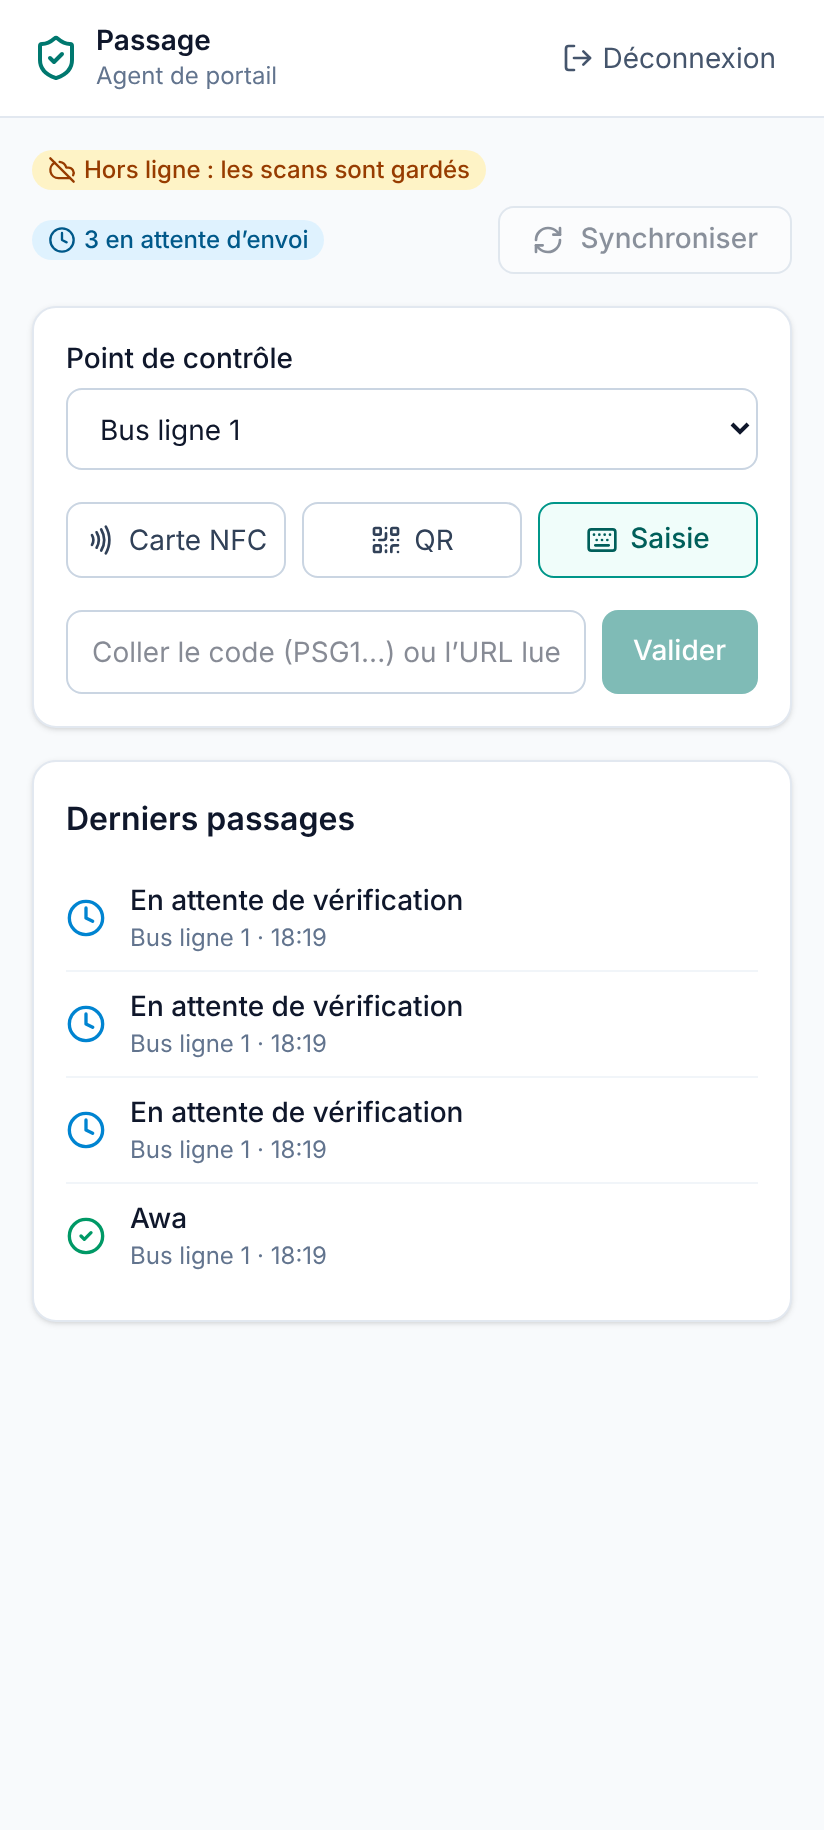 Passage
Agent de portail
Déconnexion
Hors ligne : les scans sont gardés
3 en attente d’envoi
Synchroniser
Point de contrôle
Bus ligne 1
Carte NFC
QR
Saisie
Coller le code (PSG1…) ou l’URL lue
Valider
Derniers passages
En attente de vérification
Bus ligne 1 · 18:19
En attente de vérification
Bus ligne 1 · 18:19
En attente de vérification
Bus ligne 1 · 18:19
Awa
Bus ligne 1 · 18:19